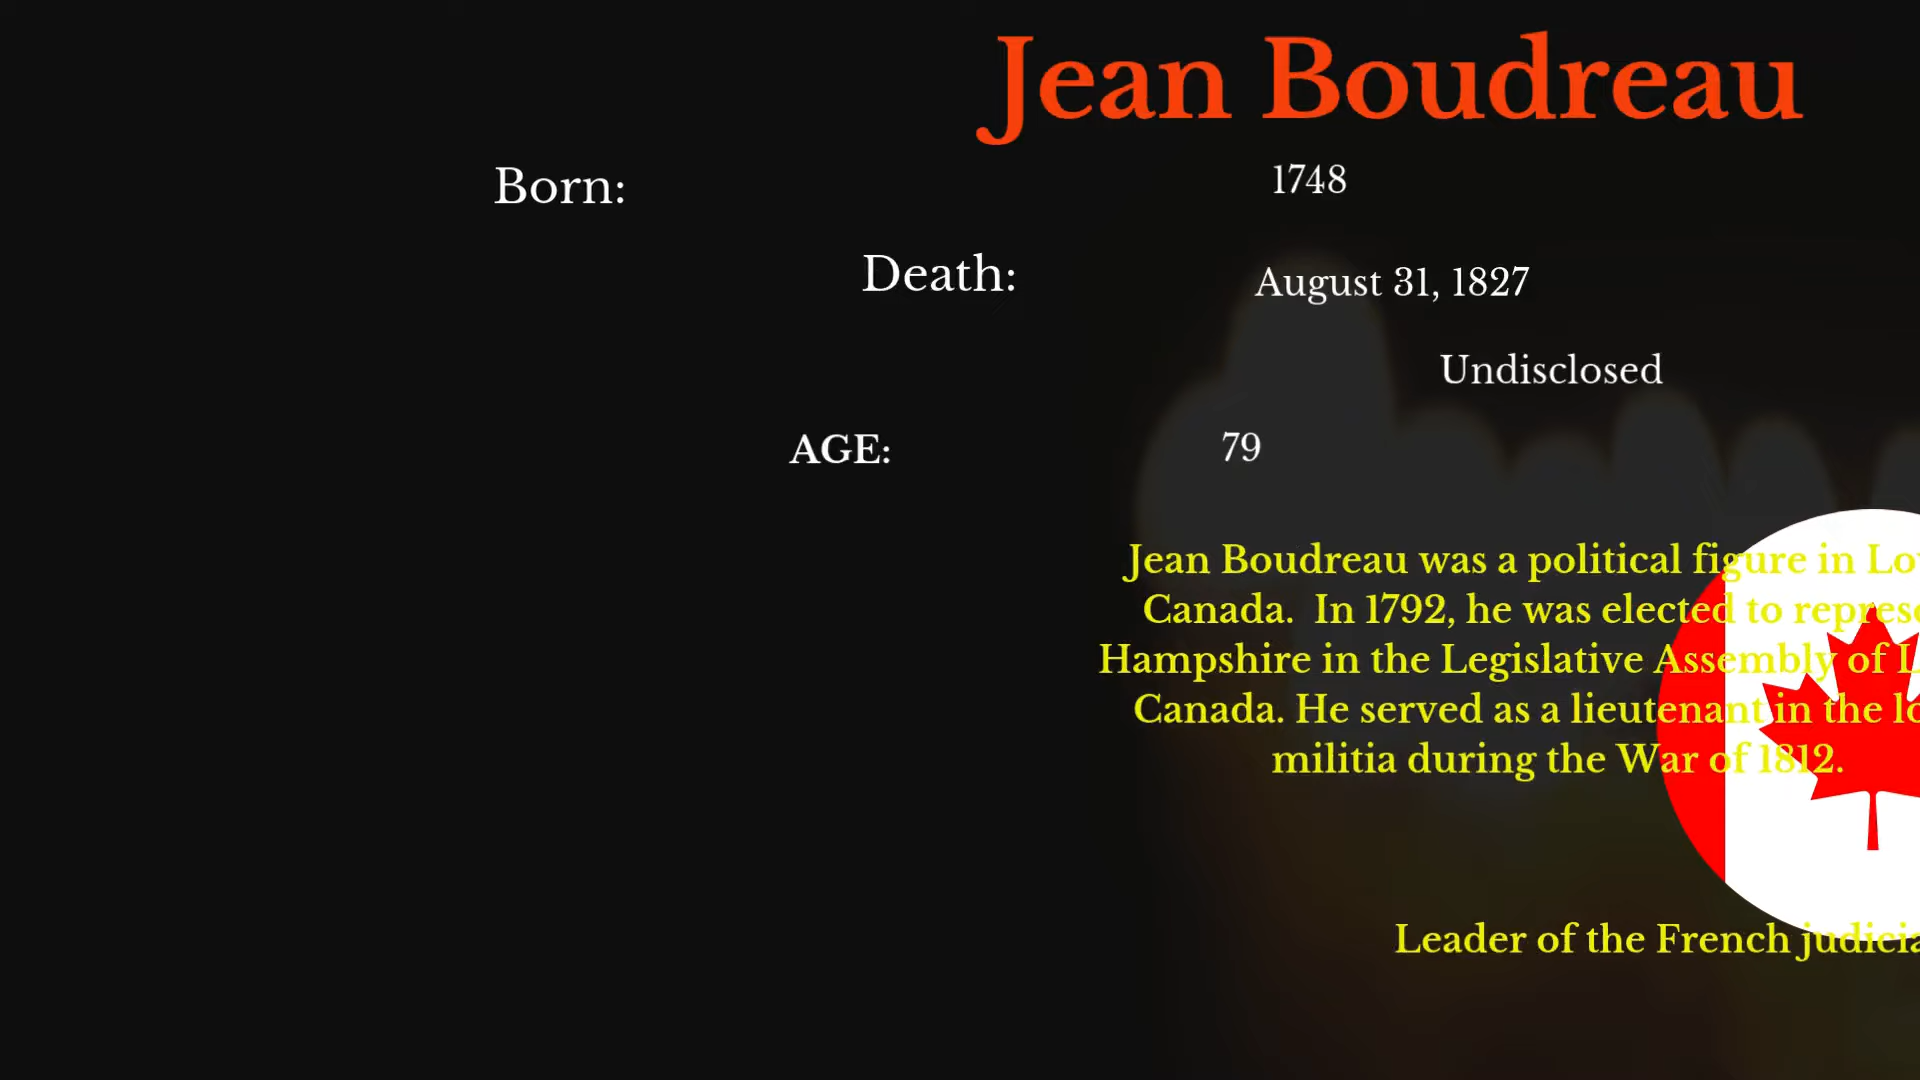 Jean Boudreau
Born: 1748
Death: August 31, 1827
Undisclosed
AGE: 79
Jean Boudreau was a political figure in
Canada. In 1792, he was elected to
Hampshire in the Legislative Assembly of
Canada. He served as a lieutenant in the
militia during the War of 1812.
Leader of the French